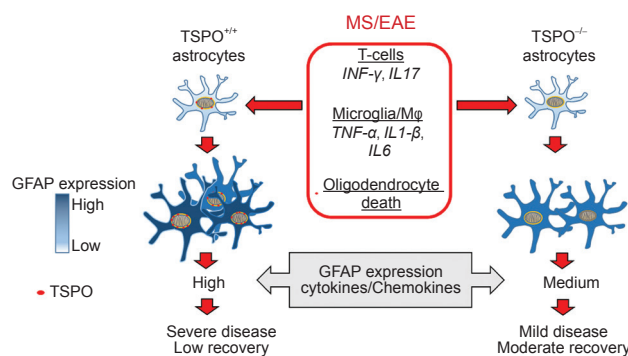 MS/EAE
TSPO+/+
astrocytes
TSPO–/–
astrocytes
T-cells
INF-γ, IL17
Microglia/Mφ
TNF-α, IL1-β,
IL6
Oligodendrocyte
death
GFAP expression
High
Low
TSPO
GFAP expression
cytokines/Chemokines
High
Medium
Severe disease
Low recovery
Mild disease
Moderate recovery